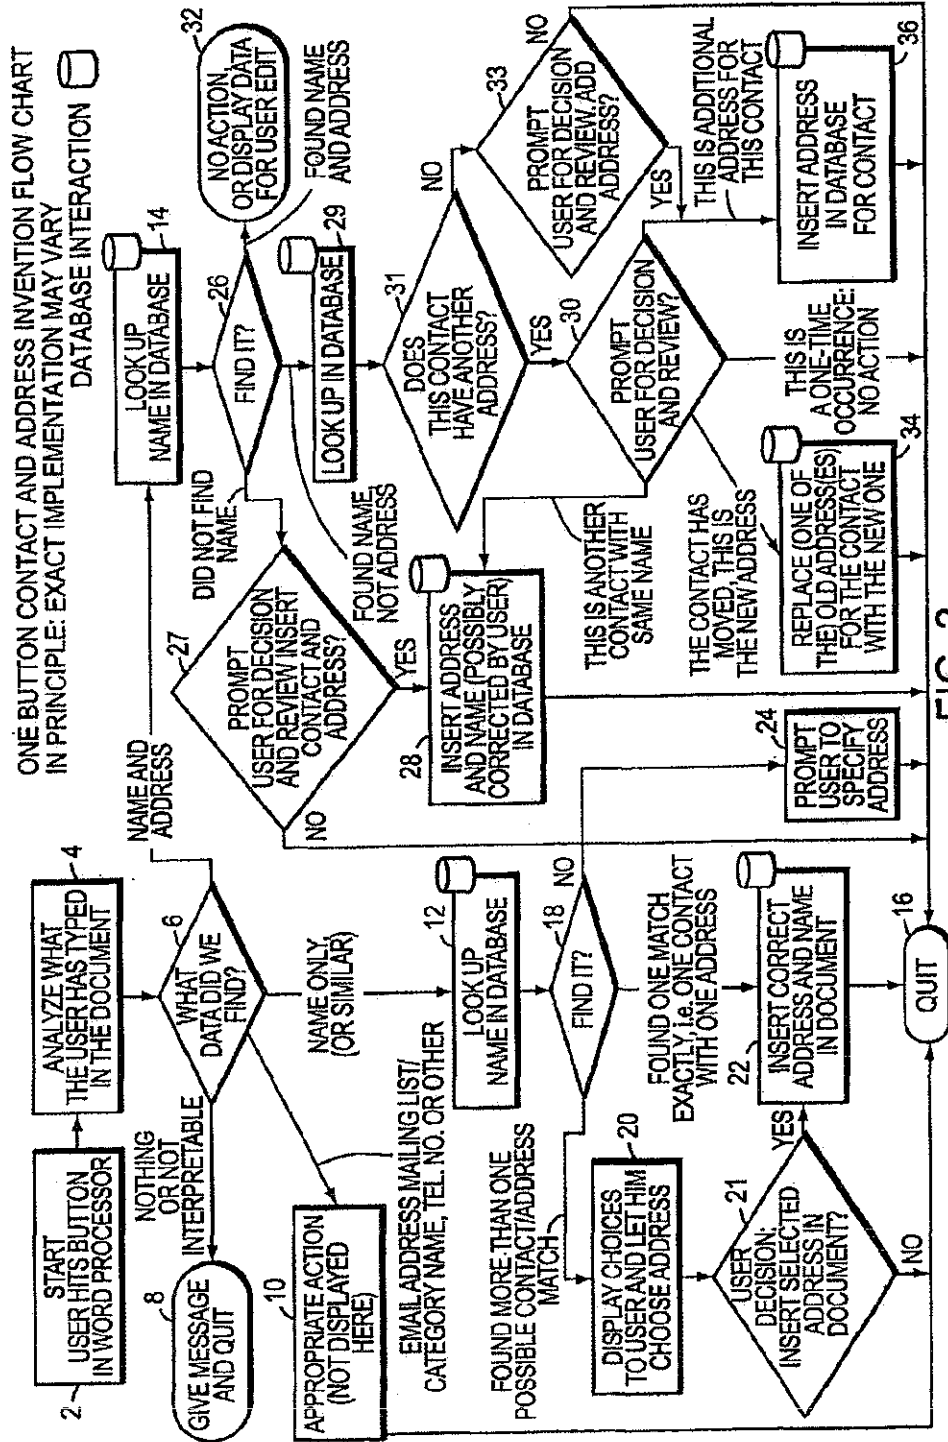 ONE BUTTON CONTACT AND ADDRESS INVENTION FLOW CHART
IN PRINCIPLE: EXACT IMPLEMENTATION MAY VARY
DATABASE INTERACTION
2
START
USER HITS BUTTON
IN WORD PROCESSOR
4
ANALYZE WHAT
THE USER HAS TYPED
IN THE DOCUMENT
6
WHAT
DATA DID WE
FIND?
NOTHING
OR NOT
INTERPRETABLE
8
GIVE MESSAGE
AND QUIT
10
APPROPRIATE ACTION
(NOT DISPLAYED
HERE)
EMAIL ADDRESS MAILING LIST/
CATEGORY NAME, TEL. NO. OR OTHER
NAME ONLY,
(OR SIMILAR)
NAME AND
ADDRESS
12
LOOK UP
NAME IN DATABASE
18
FIND IT?
NO
FOUND MORE THAN ONE
POSSIBLE CONTACT/ADDRESS
MATCH
FOUND ONE MATCH
EXACTLY, i.e. ONE CONTACT
WITH ONE ADDRESS
20
DISPLAY CHOICES
TO USER AND LET HIM
CHOOSE ADDRESS
21
USER
DECISION;
INSERT SELECTED
ADDRESS IN
DOCUMENT?
YES
NO
22
INSERT CORRECT
ADDRESS AND NAME
IN DOCUMENT
24
PROMPT
USER TO
SPECIFY
ADDRESS
16
QUIT
14
LOOK UP
NAME IN DATABASE
26
FIND IT?
DID NOT FIND
NAME
FOUND NAME,
NOT ADDRESS
FOUND NAME
AND ADDRESS
32
NO ACTION,
OR DISPLAY DATA
FOR USER EDIT
27
PROMPT
USER FOR DECISION
AND REVIEW INSERT
CONTACT AND
ADDRESS?
YES
NO
28
INSERT ADDRESS
AND NAME (POSSIBLY
CORRECTED BY USER)
IN DATABASE
29
LOOK UP IN DATABASE
31
DOES
THIS CONTACT
HAVE ANOTHER
ADDRESS?
NO
YES
33
PROMPT
USER FOR DECISION
AND REVIEW, ADD
ADDRESS?
NO
YES
30
PROMPT
USER FOR DECISION
AND REVIEW?
THIS IS ANOTHER
CONTACT WITH
SAME NAME
THE CONTACT HAS
MOVED, THIS IS
THE NEW ADDRESS
THIS IS
A ONE-TIME
OCCURRENCE:
NO ACTION
THIS IS ADDITIONAL
ADDRESS FOR
THIS CONTACT
34
REPLACE (ONE OF
THE) OLD ADDRESS(ES)
FOR THE CONTACT
WITH THE NEW ONE
36
INSERT ADDRESS
IN DATABASE
FOR CONTACT